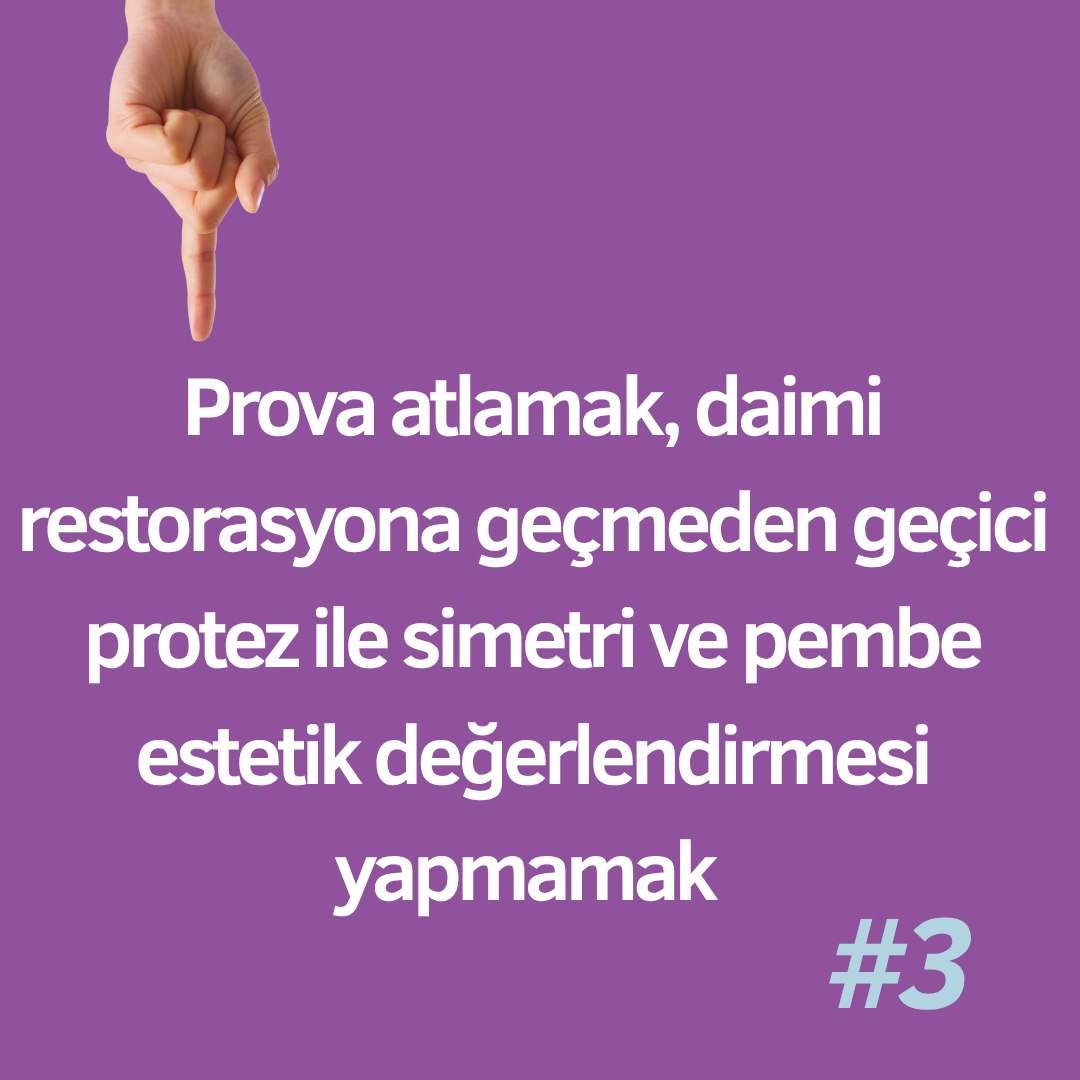 Prova atlamak, daimi
restorasyona geçmeden geçici
protez ile simetri ve pembe
estetik değerlendirmesi
yapmamak
#3